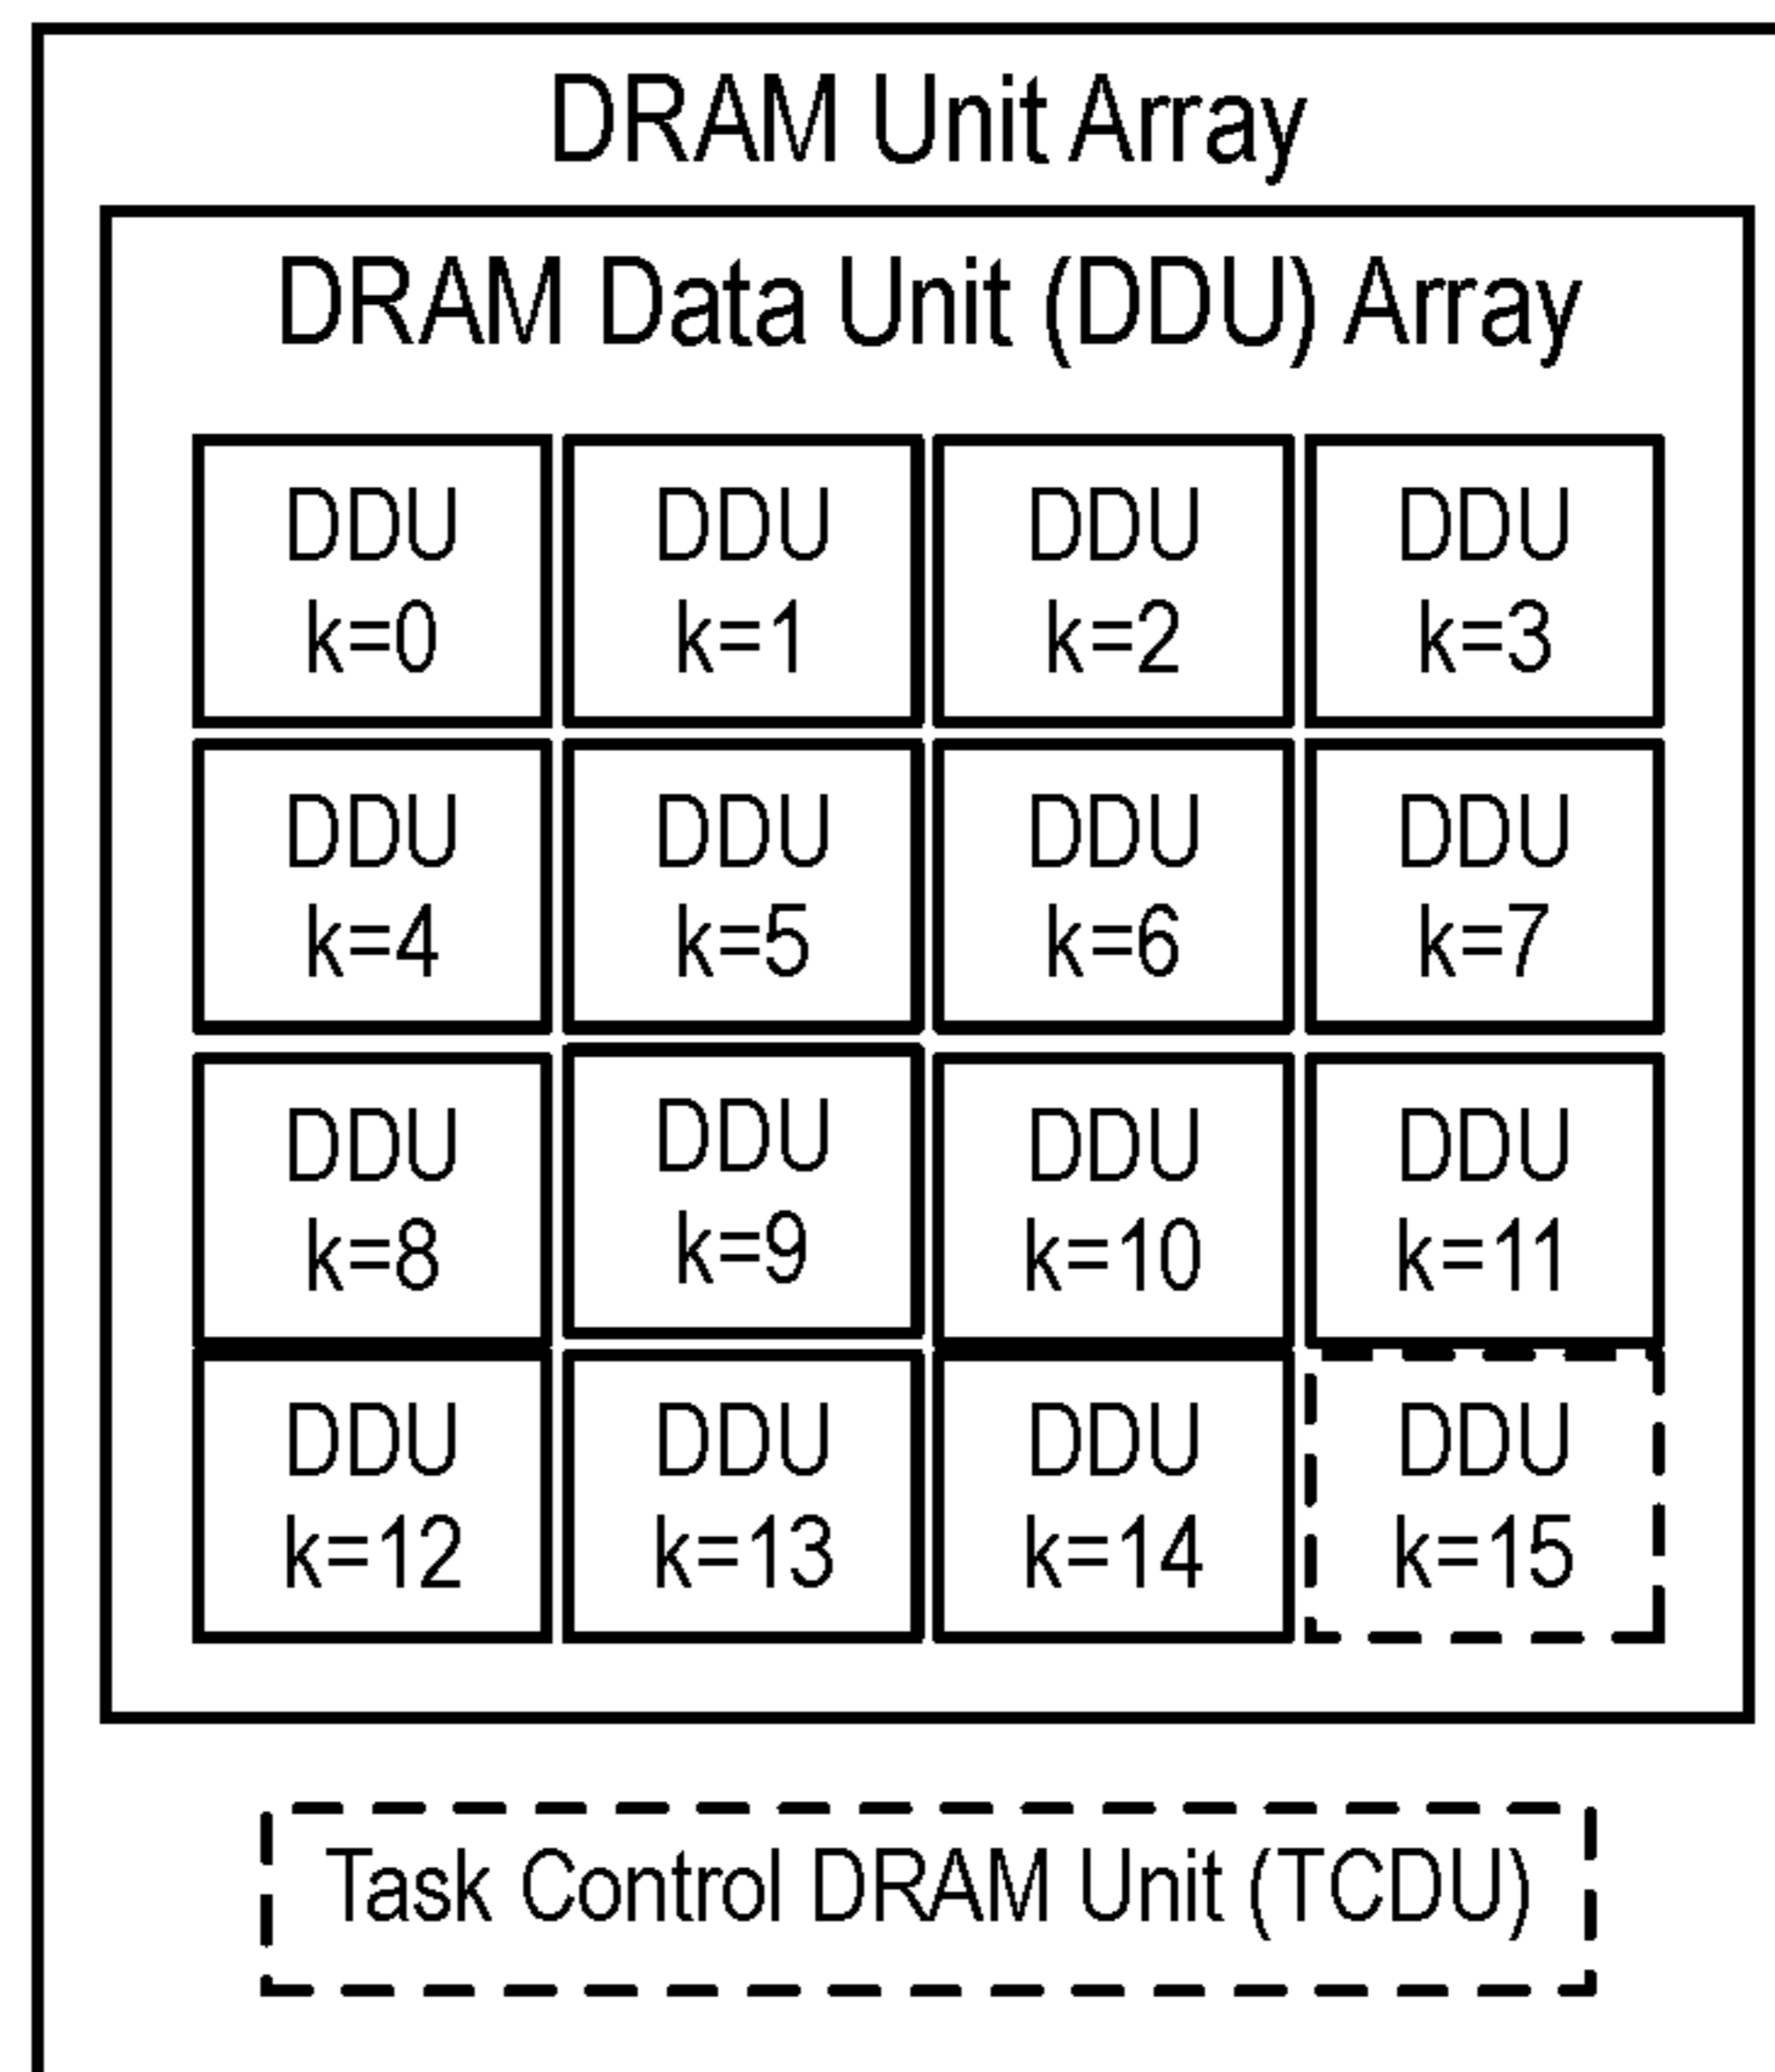 DRAM Unit Array
DRAM Data Unit (DDU) Array
DDU DDU DDU DDU
k=0 k=1 k=2 k=3
DDU DDU DDU DDU
k=4 k=5 k=6 k=7
DDU DDU DDU DDU
k=8 k=9 k=10 k=11
DDU DDU DDU DDU
k=12 k=13 k=14 k=15
Task Control DRAM Unit (TCDU)